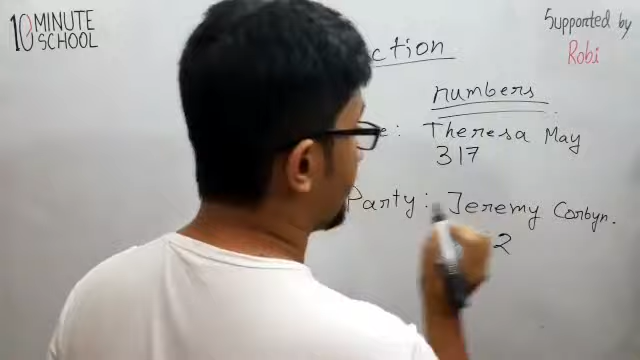 10 MINUTE SCHOOL
Supported by
Robi
ction
numbers
e: Theresa May
317
Party: Jeremy Corbyn.
2